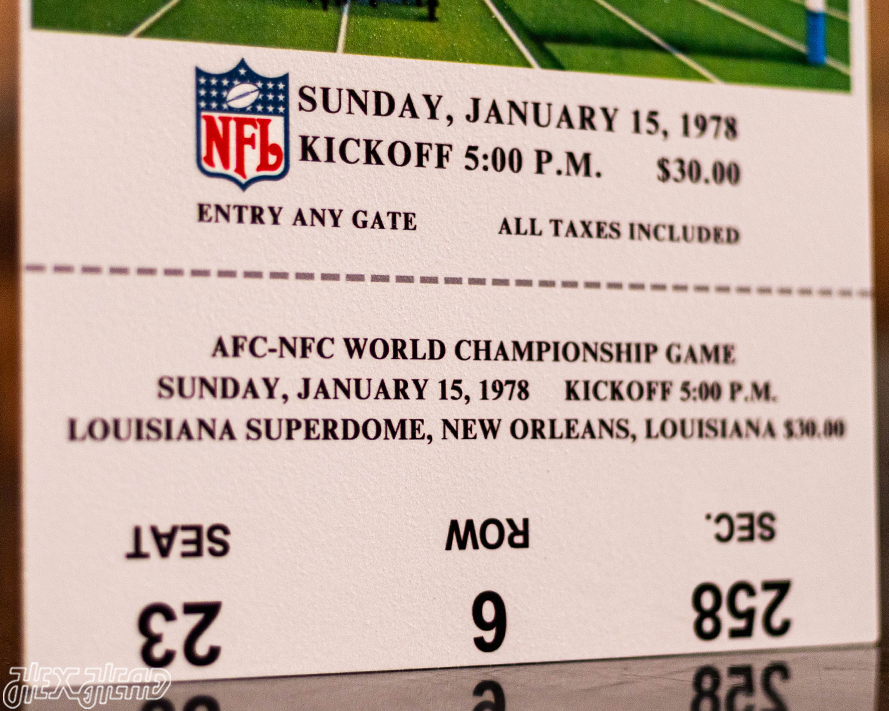 NFL
SUNDAY, JANUARY 15, 1978
KICKOFF 5:00 P.M. $30.00
ENTRY ANY GATE ALL TAXES INCLUDED
AFC-NFC WORLD CHAMPIONSHIP GAME
SUNDAY, JANUARY 15, 1978 KICKOFF 5:00 P.M.
LOUISIANA SUPERDOME, NEW ORLEANS, LOUISIANA $30.00
258 9 23
SEC. ROW SEAT
ALEX AHEAD